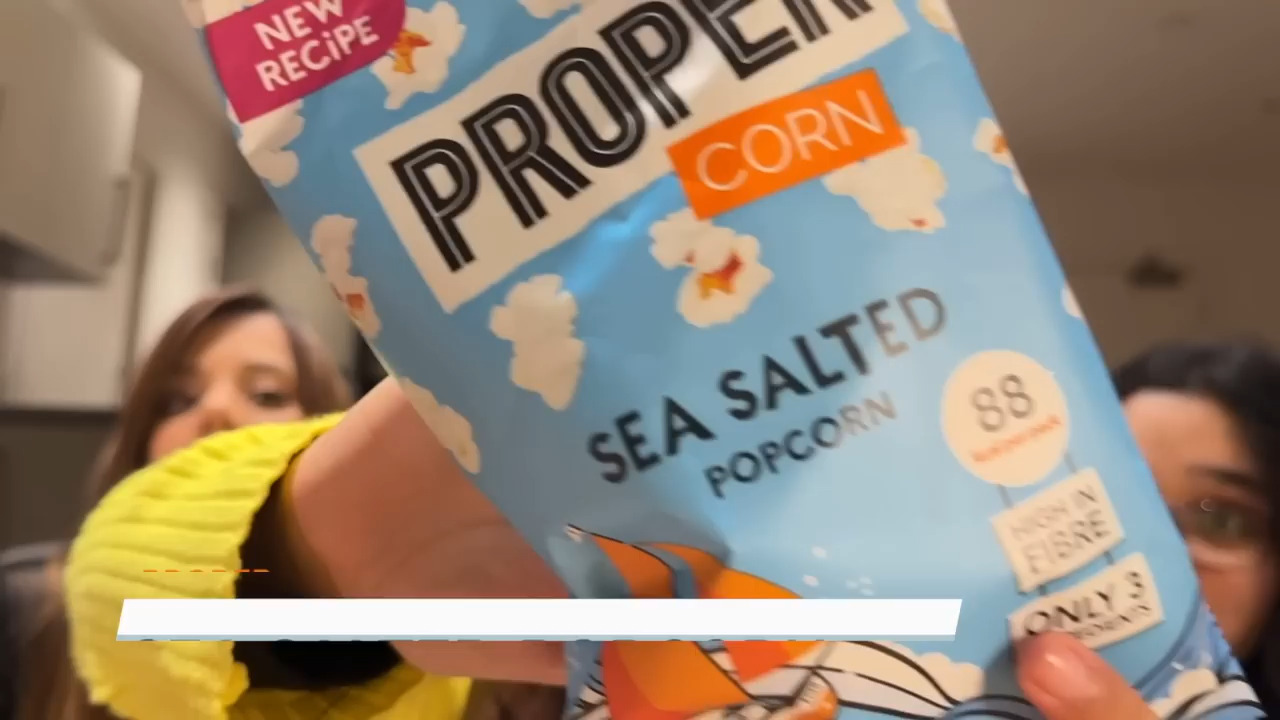 NEW
RECIPE
PROPER
CORN
SEA SALTED
POPCORN
88
HIGH IN
FIBRE
ONLY 3